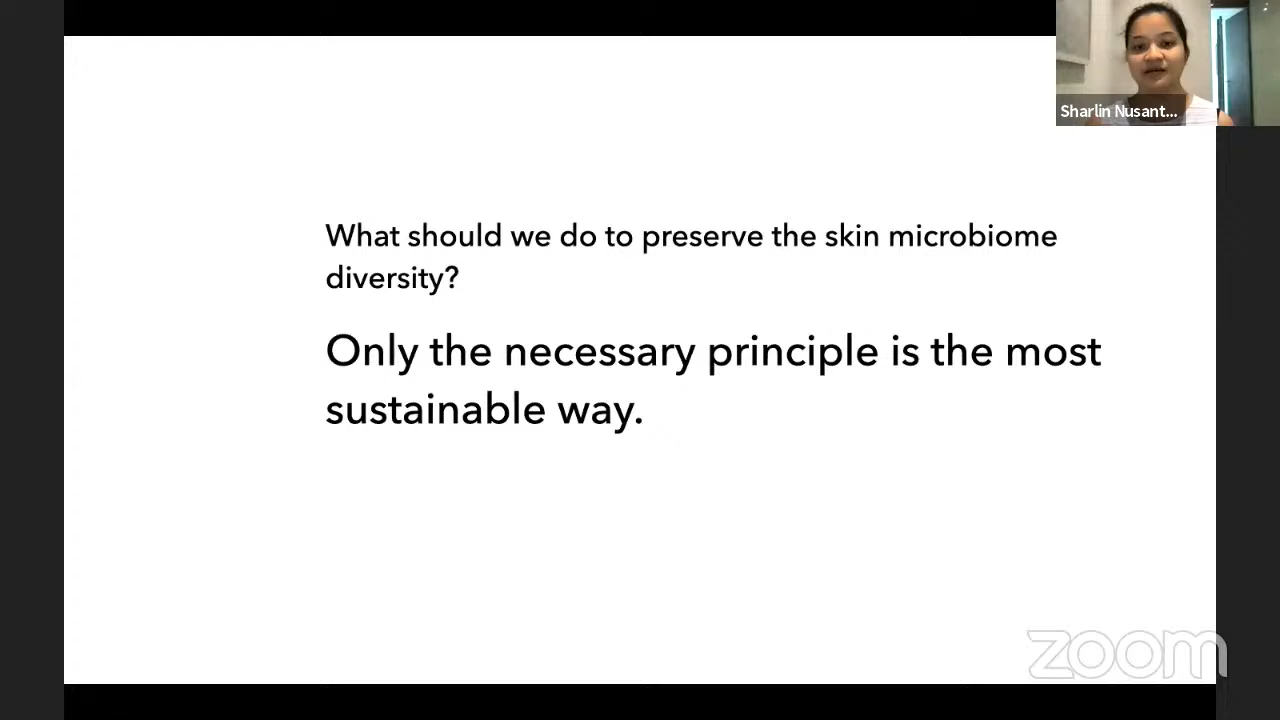 Sharlin Nusant...
What should we do to preserve the skin microbiome
diversity?
Only the necessary principle is the most
sustainable way.
zoom